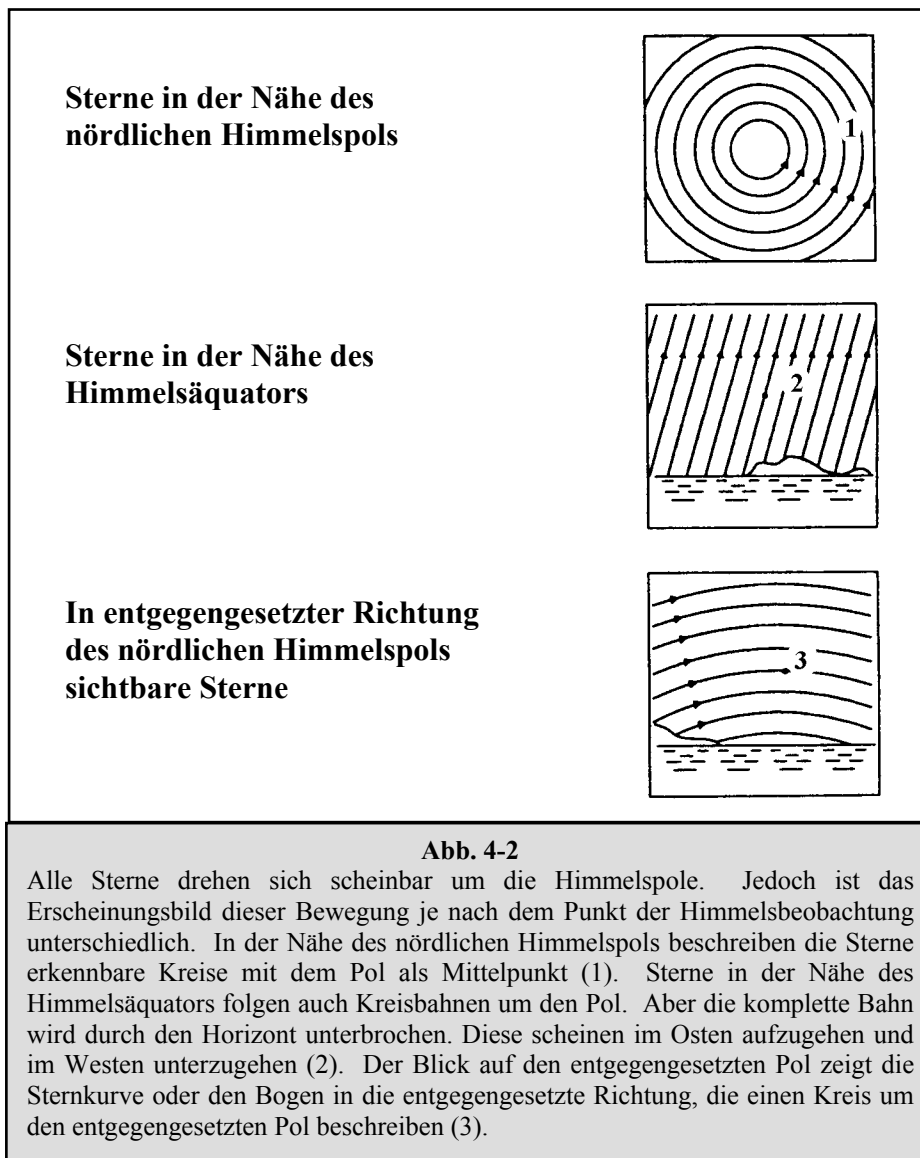 Sterne in der Nähe des
nördlichen Himmelspols
1
Sterne in der Nähe des
Himmelsäquators
2
In entgegengesetzter Richtung
des nördlichen Himmelspols
sichtbare Sterne
3
Abb. 4-2
Alle Sterne drehen sich scheinbar um die Himmelspole. Jedoch ist das
Erscheinungsbild dieser Bewegung je nach dem Punkt der Himmelsbeobachtung
unterschiedlich. In der Nähe des nördlichen Himmelspols beschreiben die Sterne
erkennbare Kreise mit dem Pol als Mittelpunkt (1). Sterne in der Nähe des
Himmelsäquators folgen auch Kreisbahnen um den Pol. Aber die komplette Bahn
wird durch den Horizont unterbrochen. Diese scheinen im Osten aufzugehen und
im Westen unterzugehen (2). Der Blick auf den entgegengesetzten Pol zeigt die
Sternkurve oder den Bogen in die entgegengesetzte Richtung, die einen Kreis um
den entgegengesetzten Pol beschreiben (3).